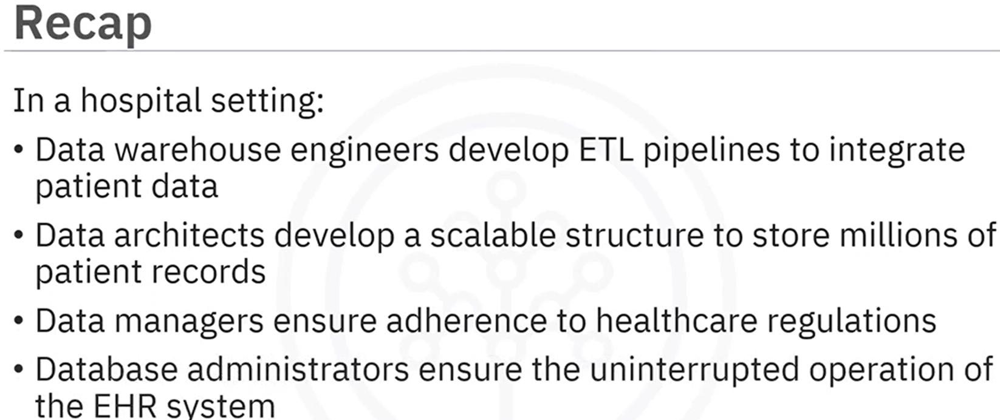 Recap
In a hospital setting:
• Data warehouse engineers develop ETL pipelines to integrate
patient data
• Data architects develop a scalable structure to store millions of
patient records
• Data managers ensure adherence to healthcare regulations
• Database administrators ensure the uninterrupted operation of
the EHR system